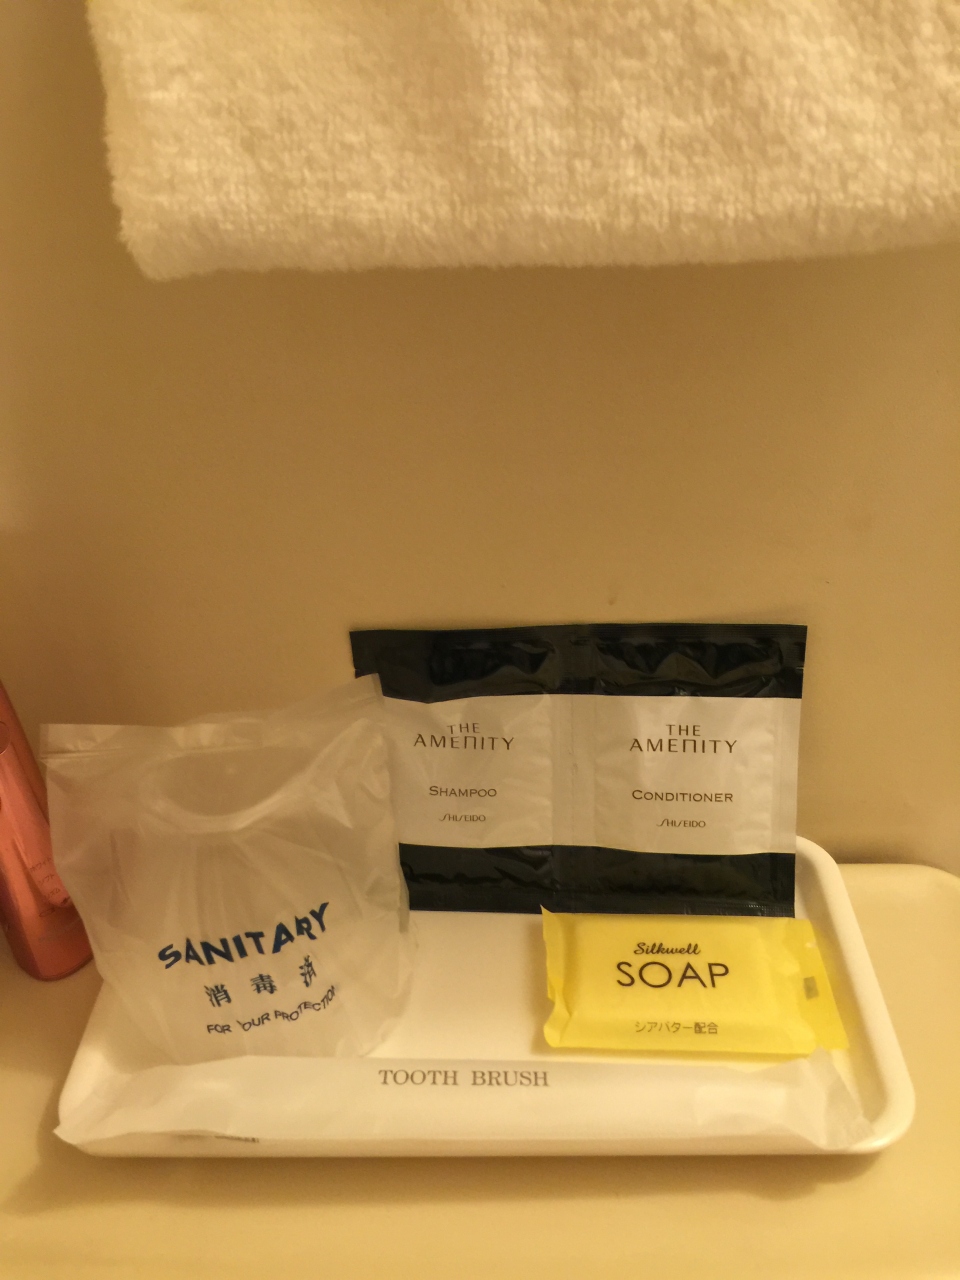 THE
AMENITY
SHAMPOO
SHISEIDO
THE
AMENITY
CONDITIONER
SHISEIDO
SANITARY
消毒済
FOR YOUR PROTECTION
Silkwell
SOAP
シアバター配合
TOOTH BRUSH